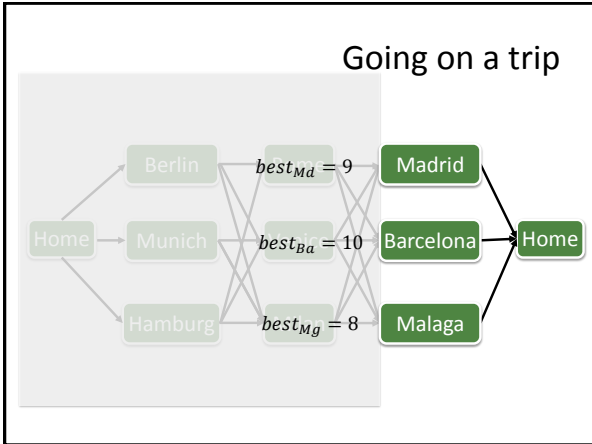 Going on a trip
Berlin
best_Md = 9
Madrid
Home
Munich
best_Ba = 10
Barcelona
Home
Hamburg
best_Mg = 8
Malaga